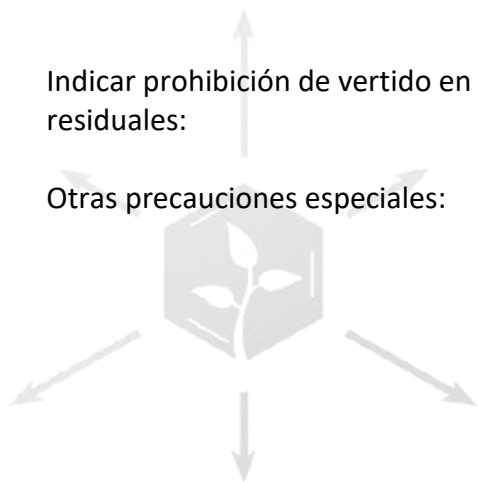 Indicar prohibición de vertido en
residuales:
Otras precauciones especiales: